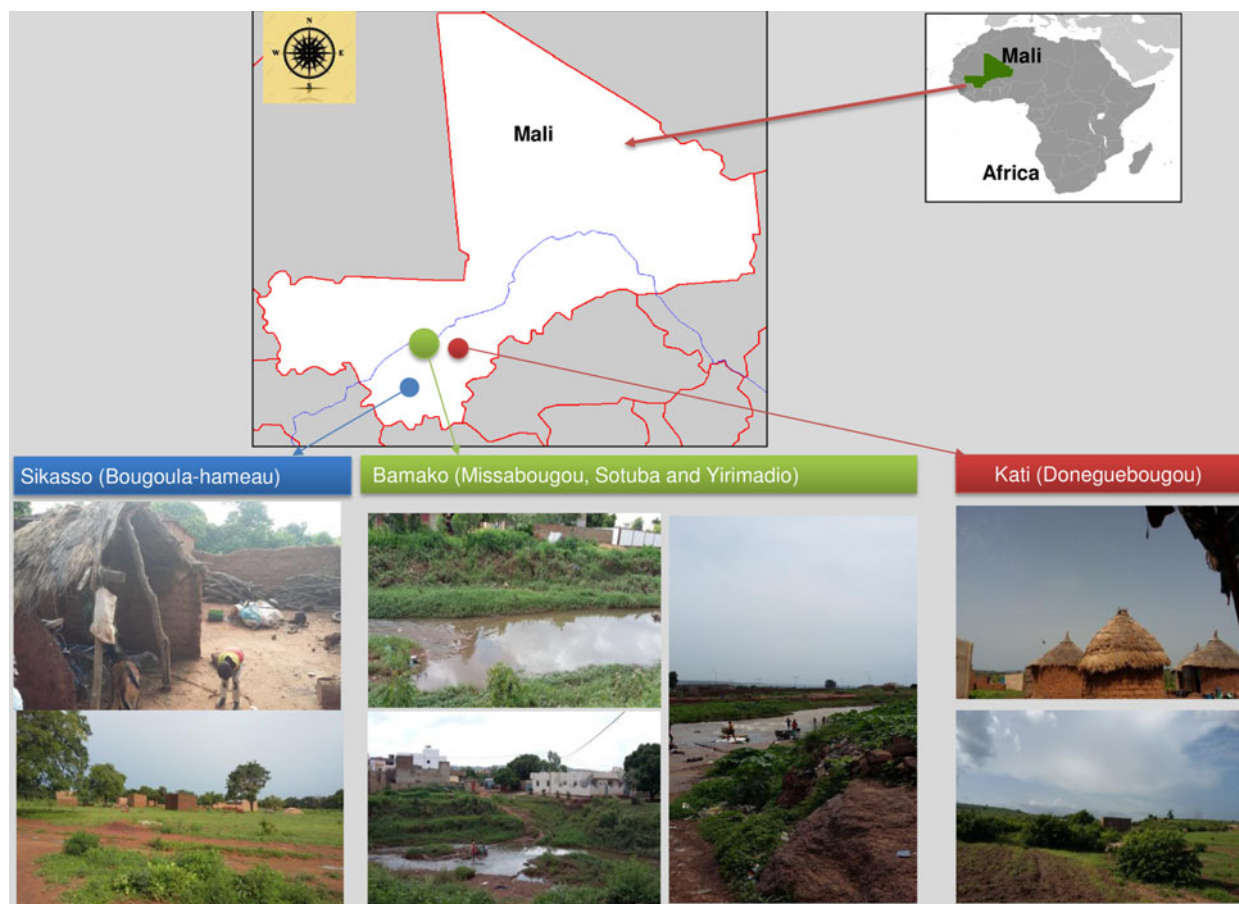 N
W E
S
Mali
Mali
Africa
Sikasso (Bougoula-hameau)
Bamako (Missabougou, Sotuba and Yirimadio)
Kati (Doneguebougou)